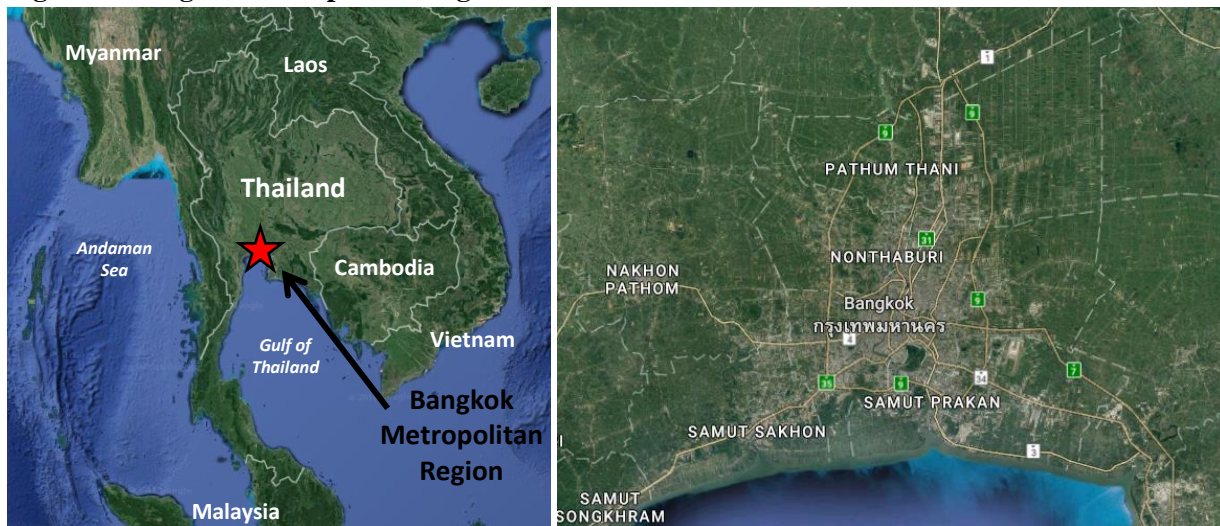 Myanmar
Laos
Thailand
Andaman
Sea
Cambodia
Gulf of
Thailand
Vietnam
Bangkok
Metropolitan
Region
Malaysia
1
9
9
PATHUM THANI
31
NONTHABURI
NAKHON
PATHOM
9
Bangkok
กรุงเทพมหานคร
4
7
35
9
34
SAMUT PRAKAN
SAMUT SAKHON
3
SAMUT
SONGKHRAM